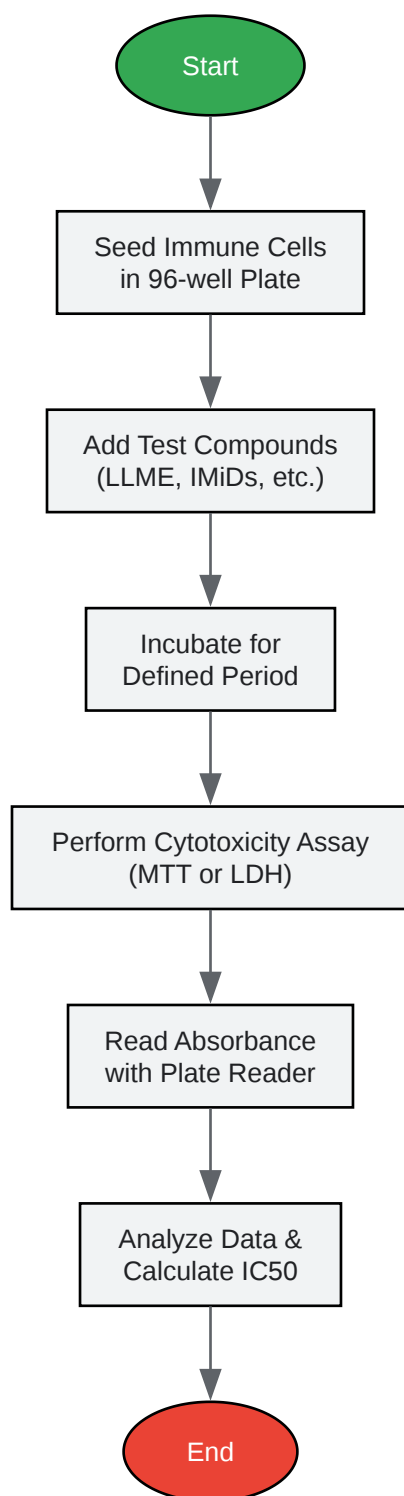 Start
Seed Immune Cells
in 96-well Plate
Add Test Compounds
(LLME, IMiDs, etc.)
Incubate for
Defined Period
Perform Cytotoxicity Assay
(MTT or LDH)
Read Absorbance
with Plate Reader
Analyze Data &
Calculate IC50
End